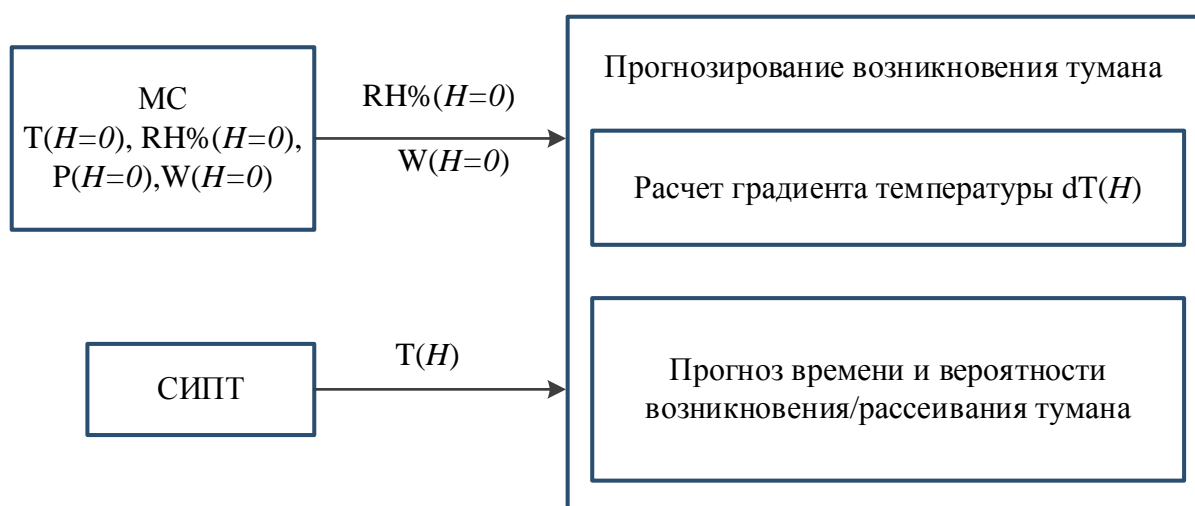 МС
T(H=0), RH%(H=0),
P(H=0),W(H=0)
RH%(H=0)
W(H=0)
Прогнозирование возникновения тумана
Расчет градиента температуры dT(H)
СИПТ
T(H)
Прогноз времени и вероятности
возникновения/рассеивания тумана